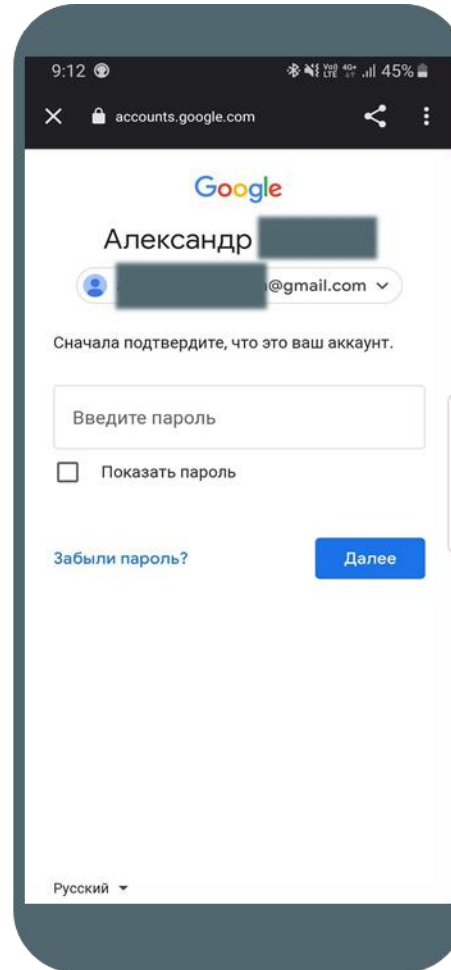 9:12 45%
accounts.google.com
Google
Александр
@gmail.com
Сначала подтвердите, что это ваш аккаунт.
Введите пароль
Показать пароль
Забыли пароль? Далее
Русский